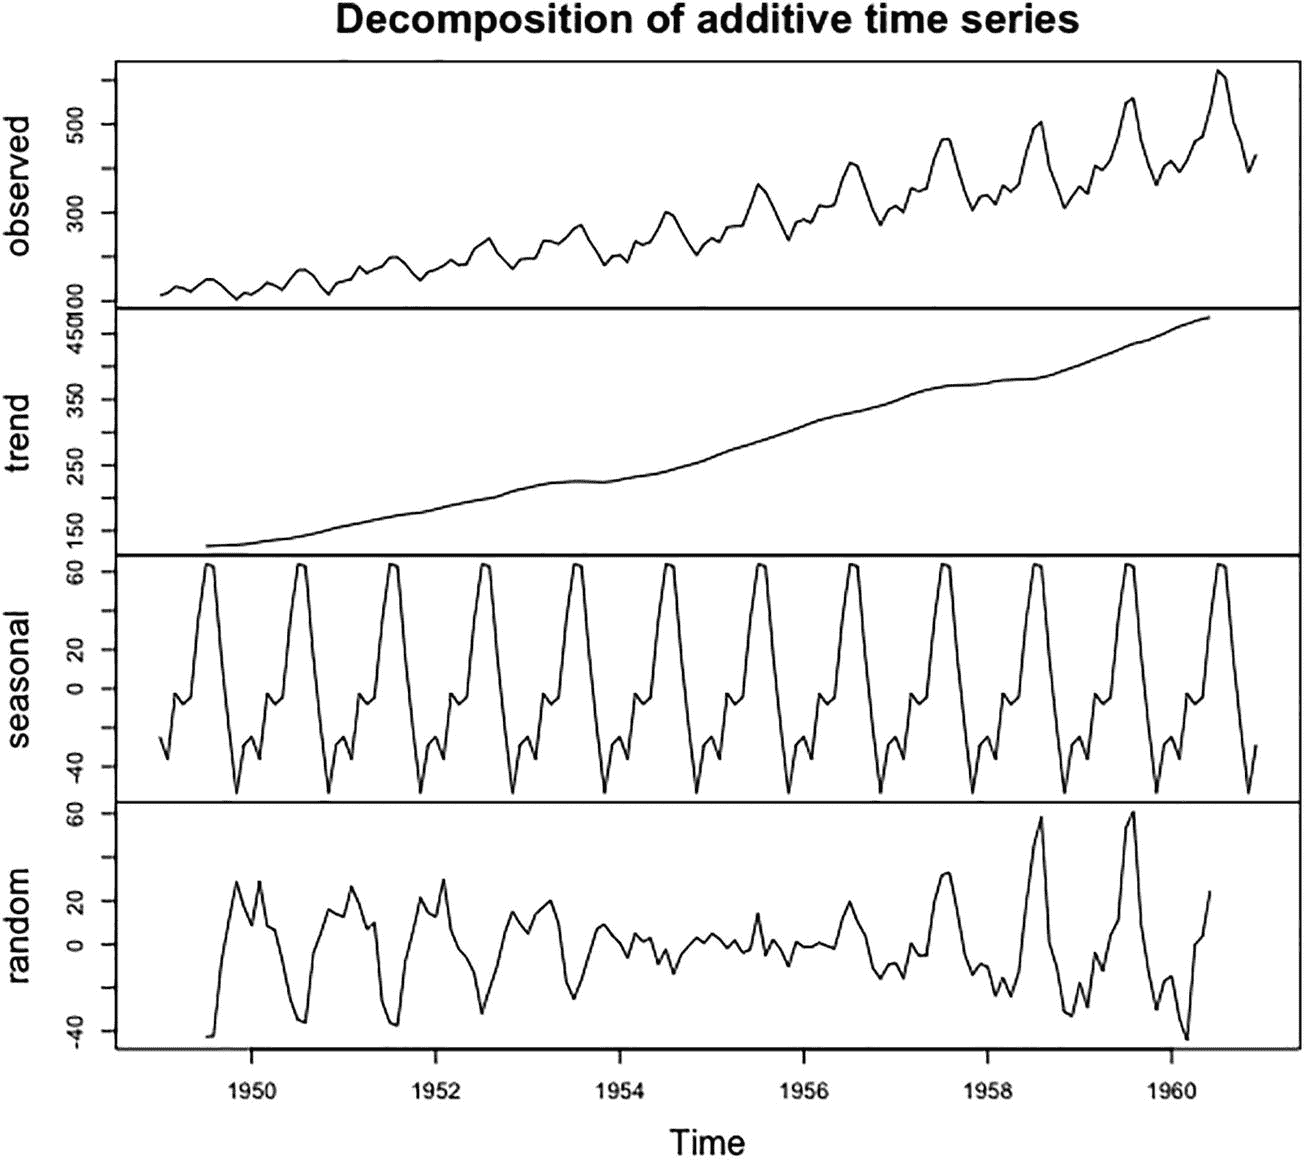 Decomposition of additive time series
observed
100 300 500
trend
150 250 350 450
seasonal
-40 0 20 60
random
-40 0 20 60
1950 1952 1954 1956 1958 1960
Time